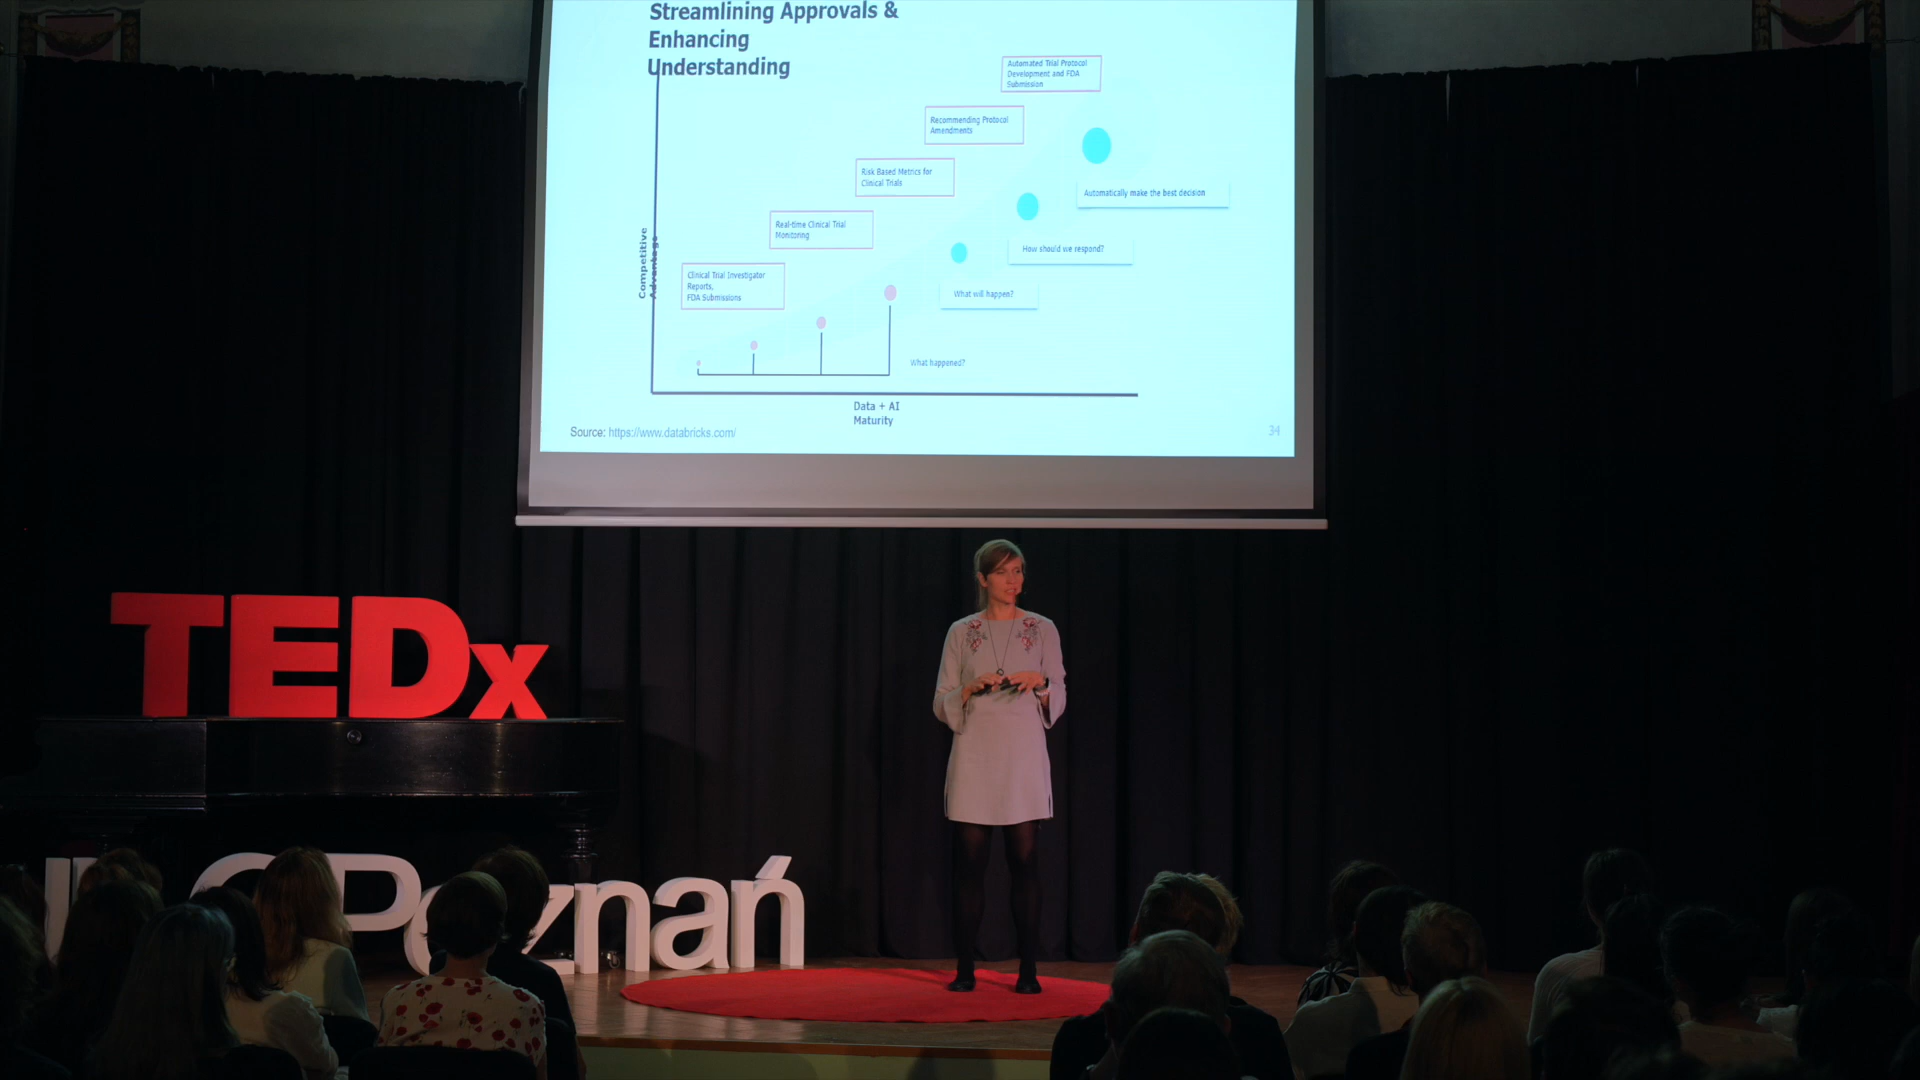 Streamlining Approvals &
Enhancing
Understanding
Automated Trial Protocol
Development and FDA
Submission
Recommending Protocol
Amendments
Risk Based Metrics for
Clinical Trials
Real-time Clinical Trial
Monitoring
Clinical Trial Investigator
Reports,
FDA Submissions
Automatically make the best decision
How should we respond?
What will happen?
What happened?
Competitive
Advantage
Data + AI
Maturity
Source: https://www.databricks.com/
34
TEDx
Poznań